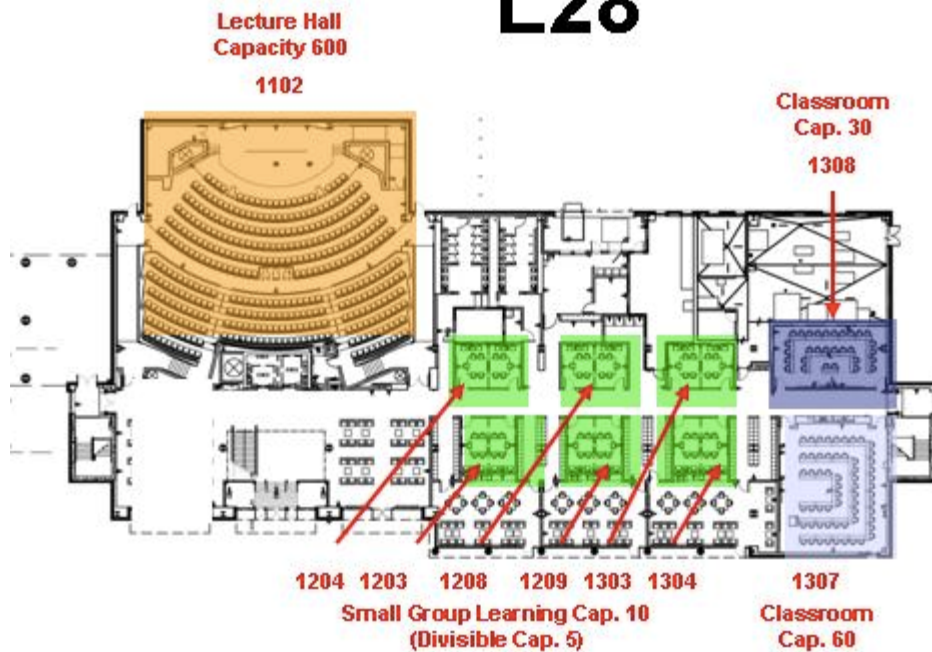 L28
Lecture Hall
Capacity 600
1102
Classroom
Cap. 30
1308
1204 1203 1208 1209 1303 1304
Small Group Learning Cap. 10
(Divisible Cap. 5)
1307
Classroom
Cap. 60